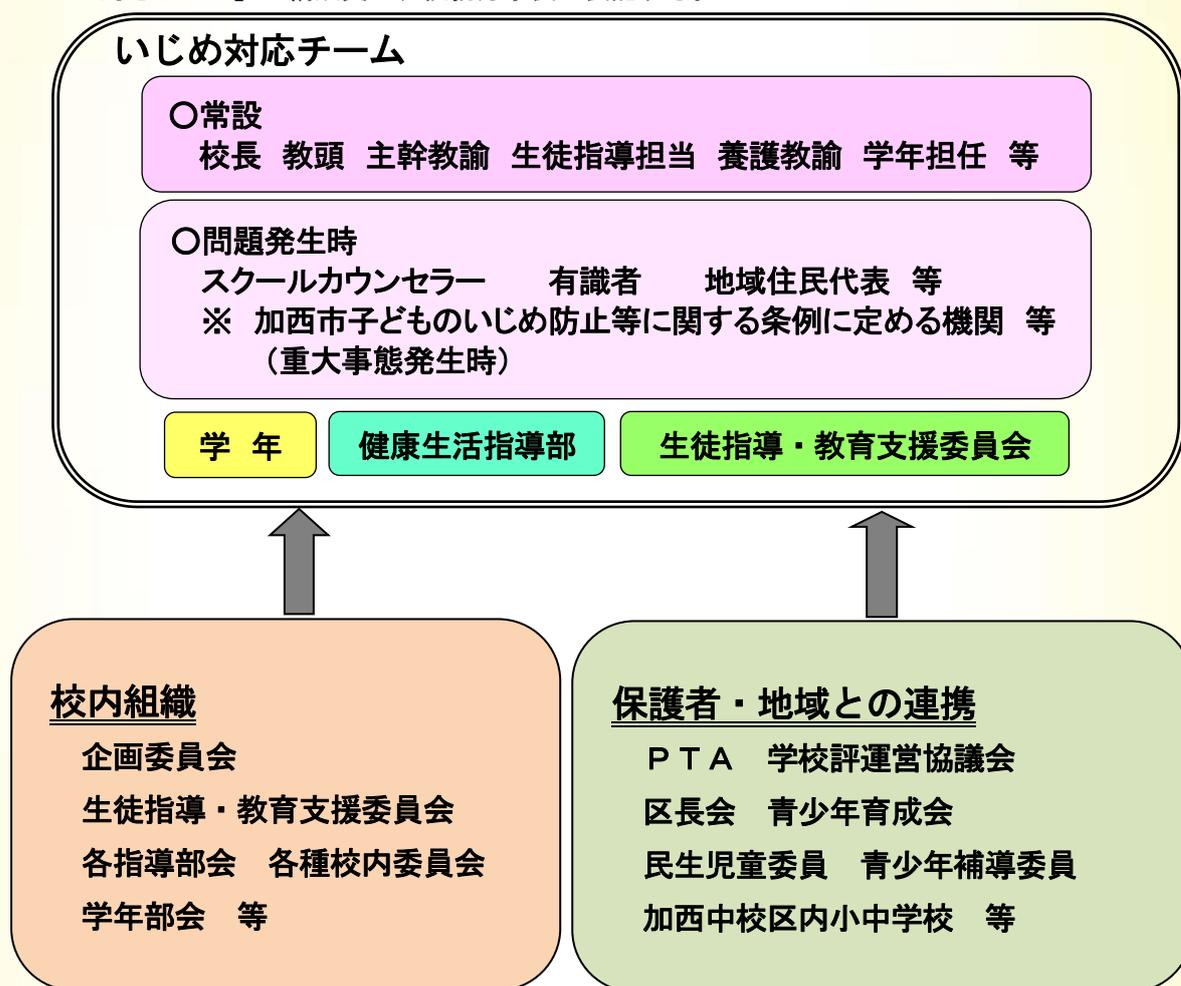 いじめ対応チーム
〇常設
校長　教頭　主幹教諭　生徒指導担当　養護教諭　学年担任　等
〇問題発生時
スクールカウンセラー　　有識者　　地域住民代表　等
※　加西市子どものいじめ防止等に関する条例に定める機関　等
（重大事態発生時）
学　年　健康生活指導部　生徒指導・教育支援委員会
校内組織
企画委員会
生徒指導・教育支援委員会
各指導部会　各種校内委員会
学年部会　等
保護者・地域との連携
ＰＴＡ　学校評運営協議会
区長会　青少年育成会
民生児童委員　青少年補導委員
加西中校区内小中学校　等